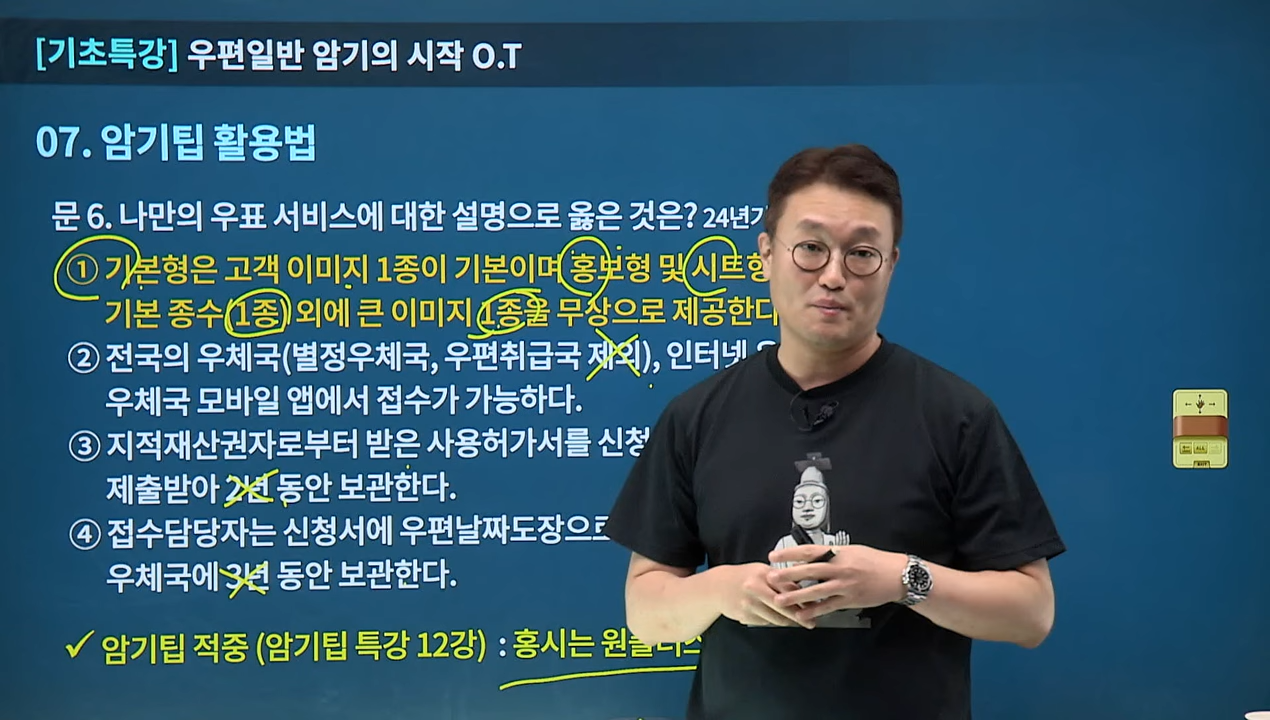 [기초특강] 우편일반 암기의 시작 O.T
07. 암기팁 활용법
문 6. 나만의 우표 서비스에 대한 설명으로 옳은 것은? 24년기
① 기본형은 고객 이미지 1종이 기본이며 홍보형 및 시트형
기본 종수(1종) 외에 큰 이미지 1종을 무상으로 제공한다
② 전국의 우체국(별정우체국, 우편취급국 제외), 인터넷
우체국 모바일 앱에서 접수가 가능하다.
③ 지적재산권자로부터 받은 사용허가서를 신청
제출받아 2년 동안 보관한다.
④ 접수담당자는 신청서에 우편날짜도장으로
우체국에 3년 동안 보관한다.
✓ 암기팁 적중 (암기팁 특강 12강) : 홍시는 원플러스